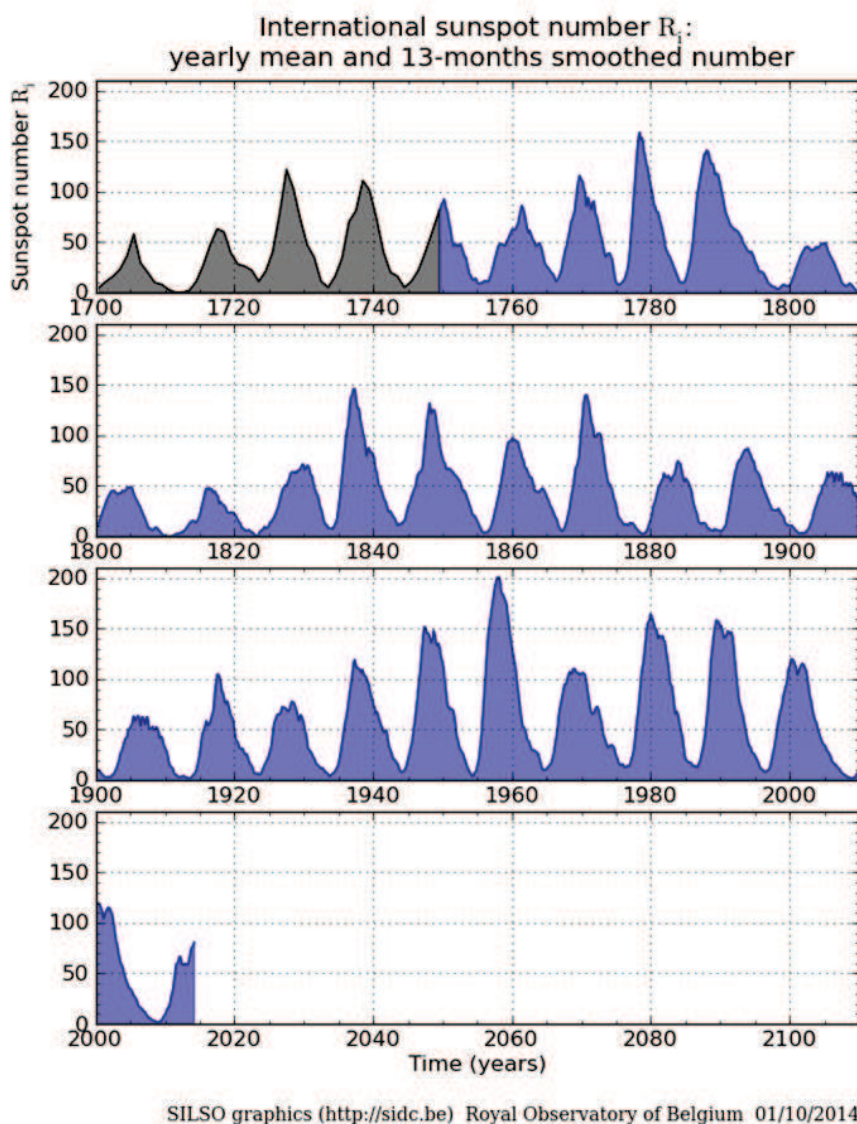 International sunspot number Ri:
yearly mean and 13-months smoothed number
Sunspot number Ri
200
150
100
50
0
1700 1720 1740 1760 1780 1800
200
150
100
50
0
1800 1820 1840 1860 1880 1900
200
150
100
50
0
1900 1920 1940 1960 1980 2000
200
150
100
50
0
2000 2020 2040 2060 2080 2100
Time (years)
SILSO graphics (http://sidc.be) Royal Observatory of Belgium 01/10/2014